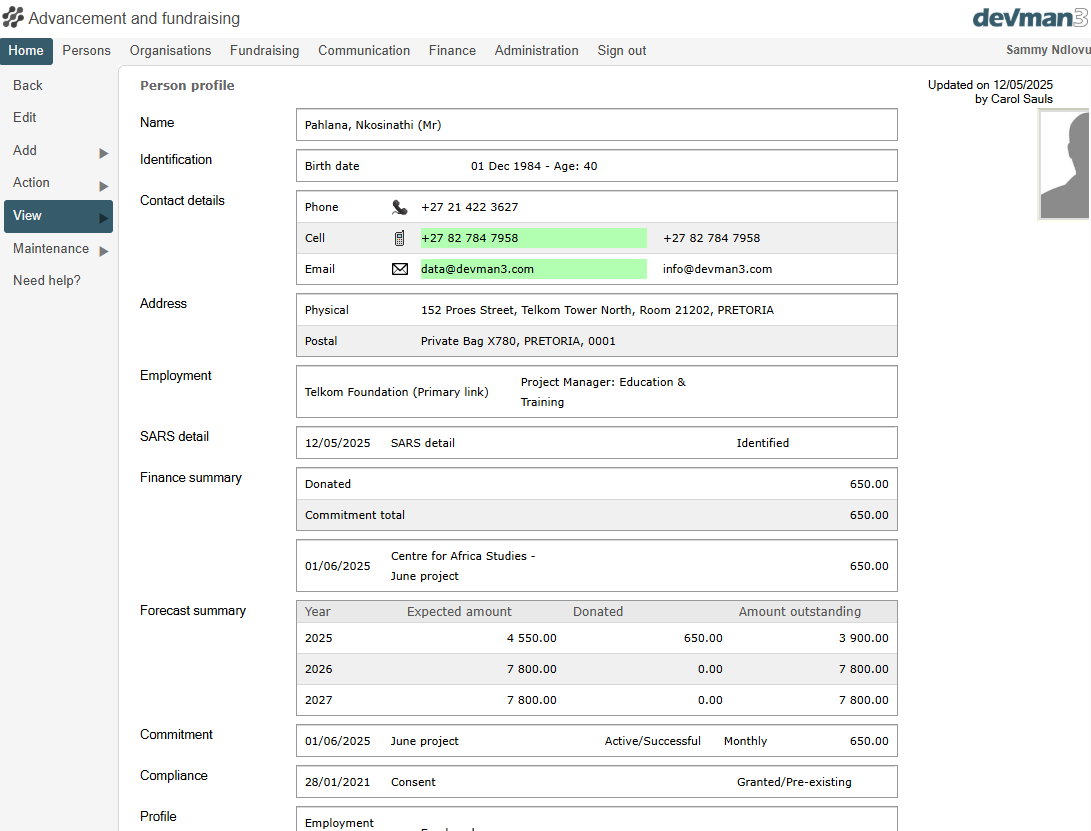 Advancement and fundraising
devman3
Home Persons Organisations Fundraising Communication Finance Administration Sign out Sammy Ndlovu
Back
Edit
Add
Action
View
Maintenance
Need help?
Person profile
Updated on 12/05/2025
by Carol Sauls
Name
Pahlana, Nkosinathi (Mr)
Identification
Birth date 01 Dec 1984 - Age: 40
Contact details
Phone +27 21 422 3627
Cell +27 82 784 7958 +27 82 784 7958
Email data@devman3.com info@devman3.com
Address
Physical 152 Proes Street, Telkom Tower North, Room 21202, PRETORIA
Postal Private Bag X780, PRETORIA, 0001
Employment
Telkom Foundation (Primary link) Project Manager: Education &
Training
SARS detail
12/05/2025 SARS detail Identified
Finance summary
Donated 650.00
Commitment total 650.00
01/06/2025 Centre for Africa Studies -
June project 650.00
Forecast summary
Year Expected amount Donated Amount outstanding
2025 4 550.00 650.00 3 900.00
2026 7 800.00 0.00 7 800.00
2027 7 800.00 0.00 7 800.00
Commitment
01/06/2025 June project Active/Successful Monthly 650.00
Compliance
28/01/2021 Consent Granted/Pre-existing
Profile
Employment